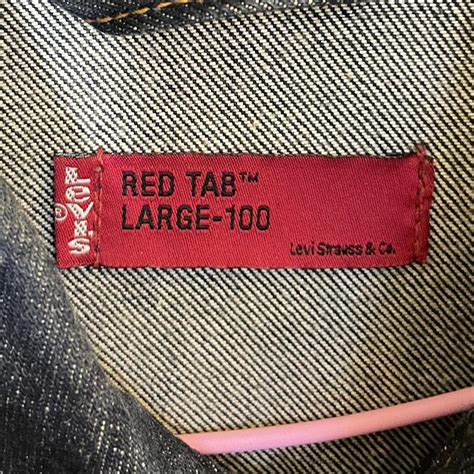 LEVI'S
®
RED TAB™
LARGE-100
Levi Strauss & Co.